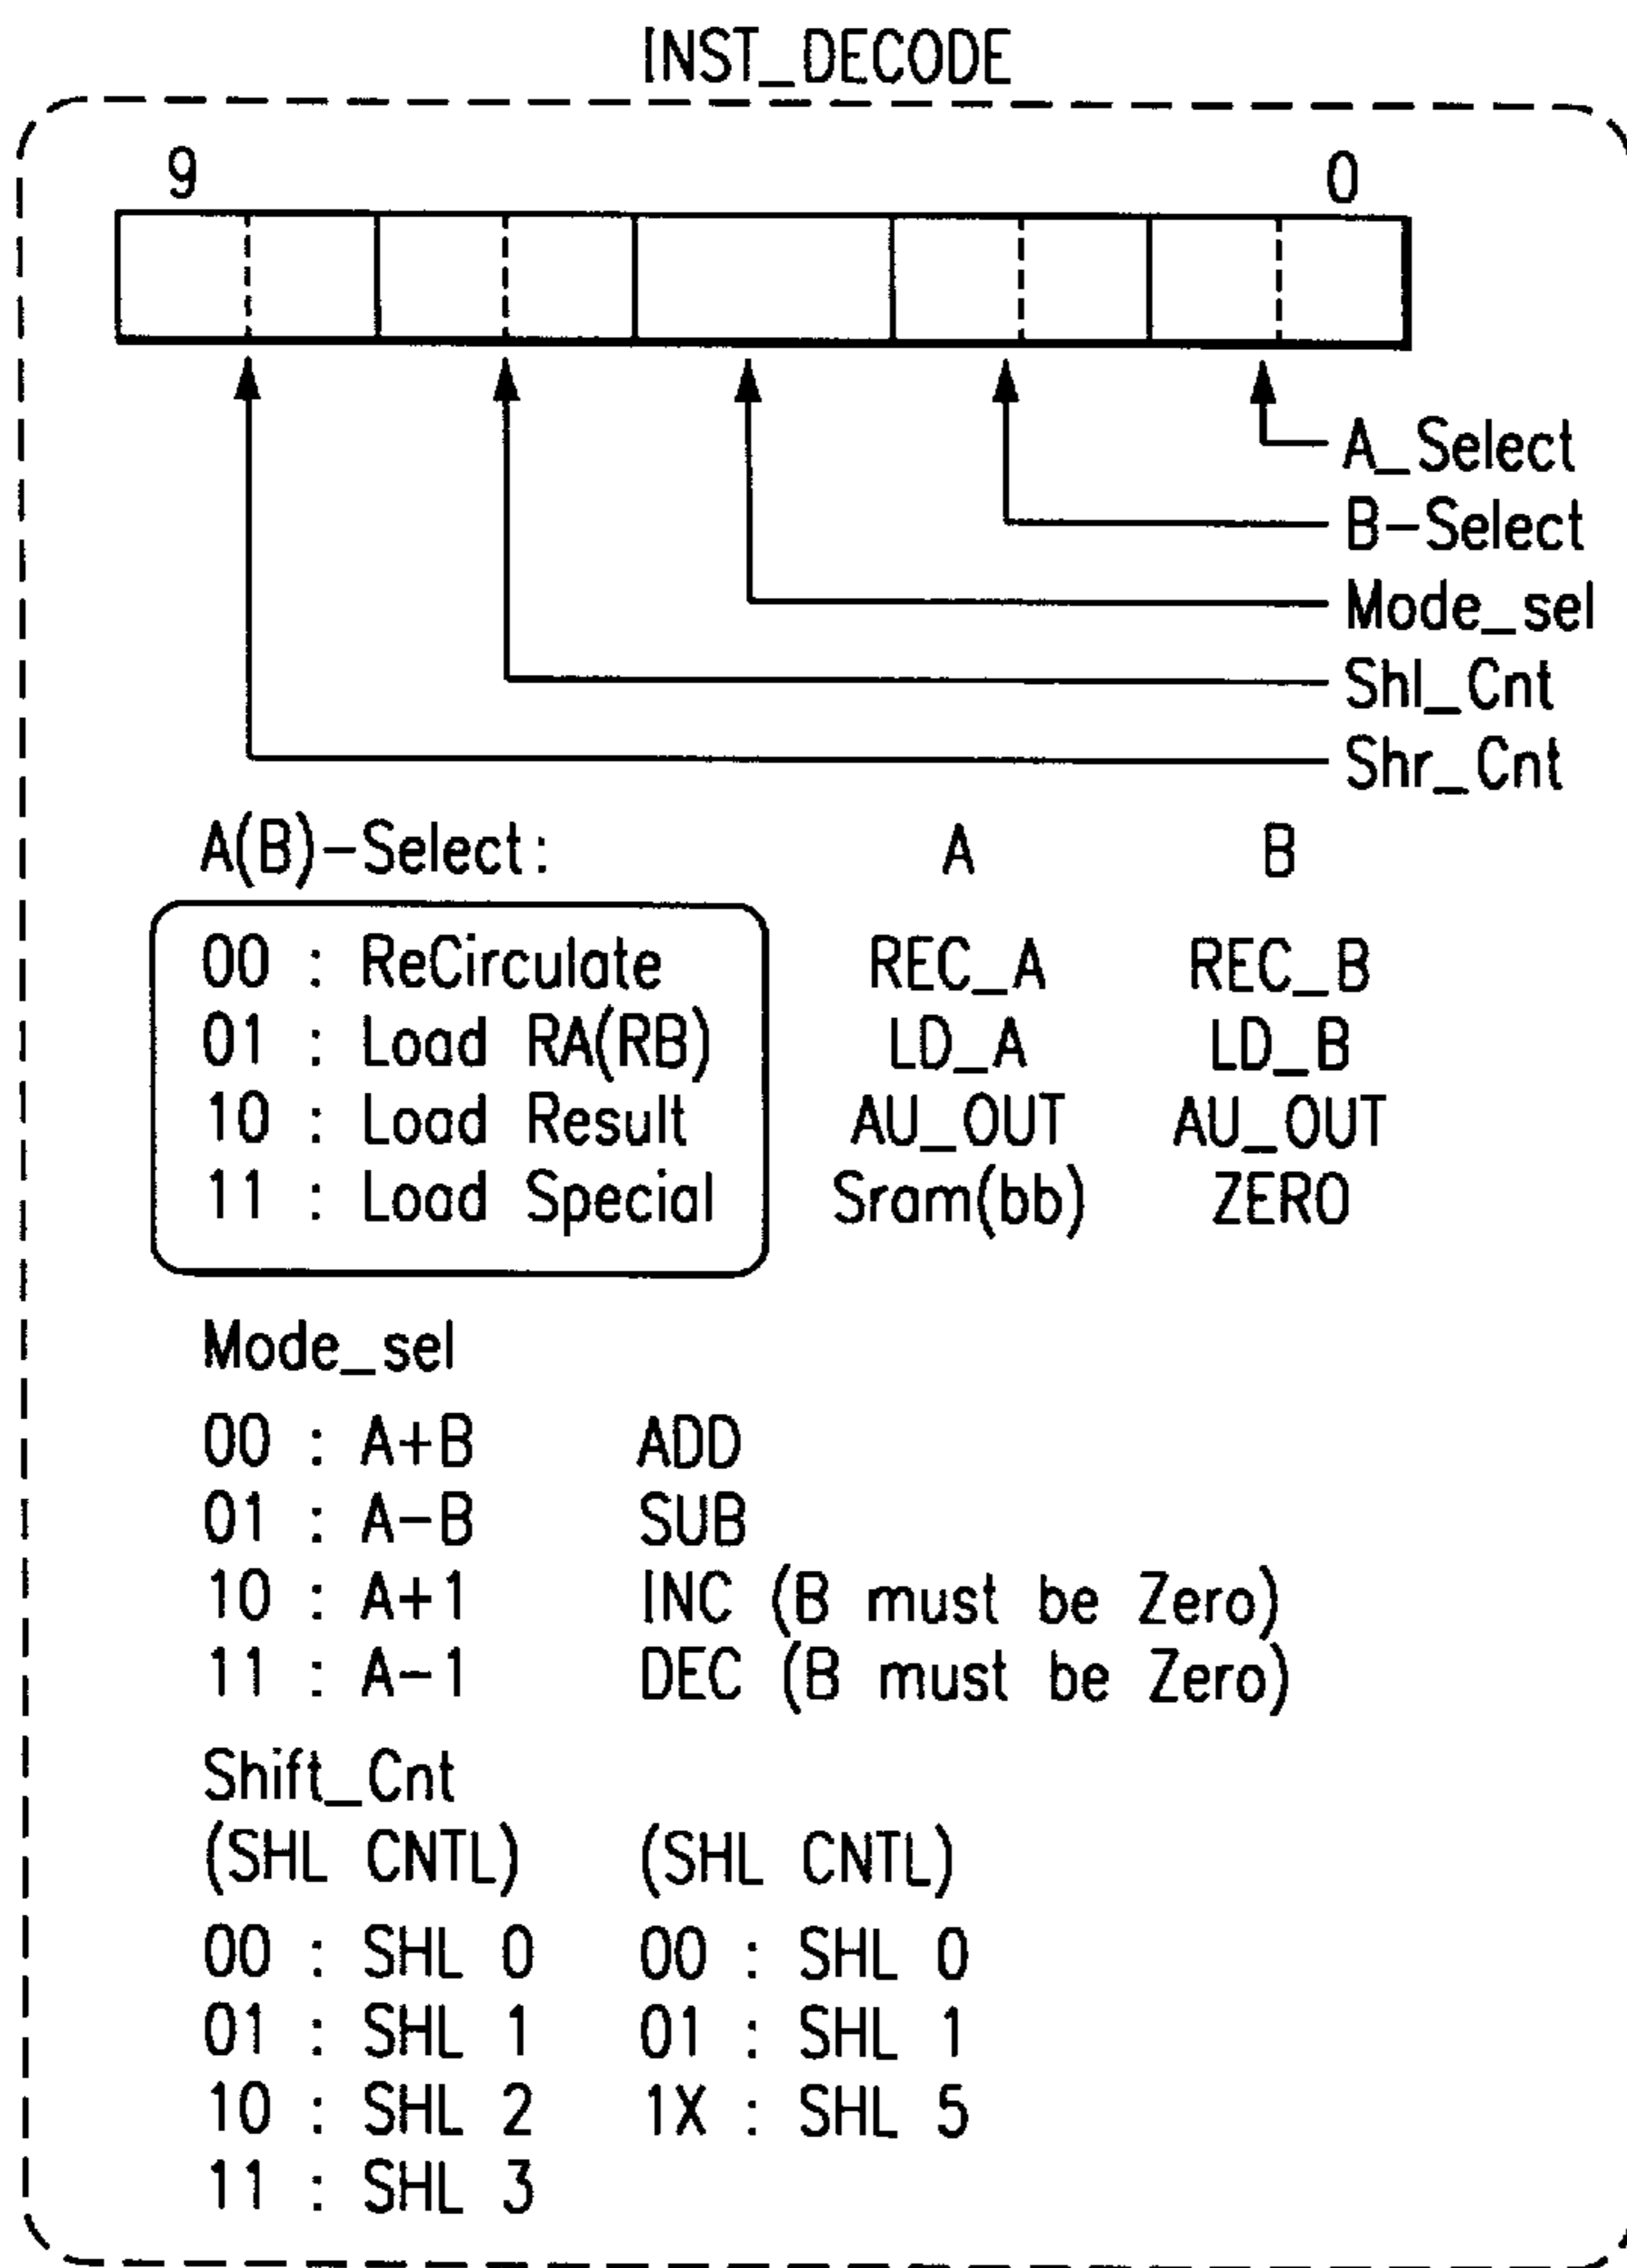 INST_DECODE
9 0
A_Select
B-Select
Mode_sel
Shl_Cnt
Shr_Cnt
A(B)-Select: A B
00 : ReCirculate REC_A REC_B
01 : Load RA(RB) LD_A LD_B
10 : Load Result AU_OUT AU_OUT
11 : Load Special Sram(bb) ZERO
Mode_sel
00 : A+B ADD
01 : A-B SUB
10 : A+1 INC (B must be Zero)
11 : A-1 DEC (B must be Zero)
Shift_Cnt
(SHL CNTL) (SHL CNTL)
00 : SHL 0 00 : SHL 0
01 : SHL 1 01 : SHL 1
10 : SHL 2 1X : SHL 5
11 : SHL 3